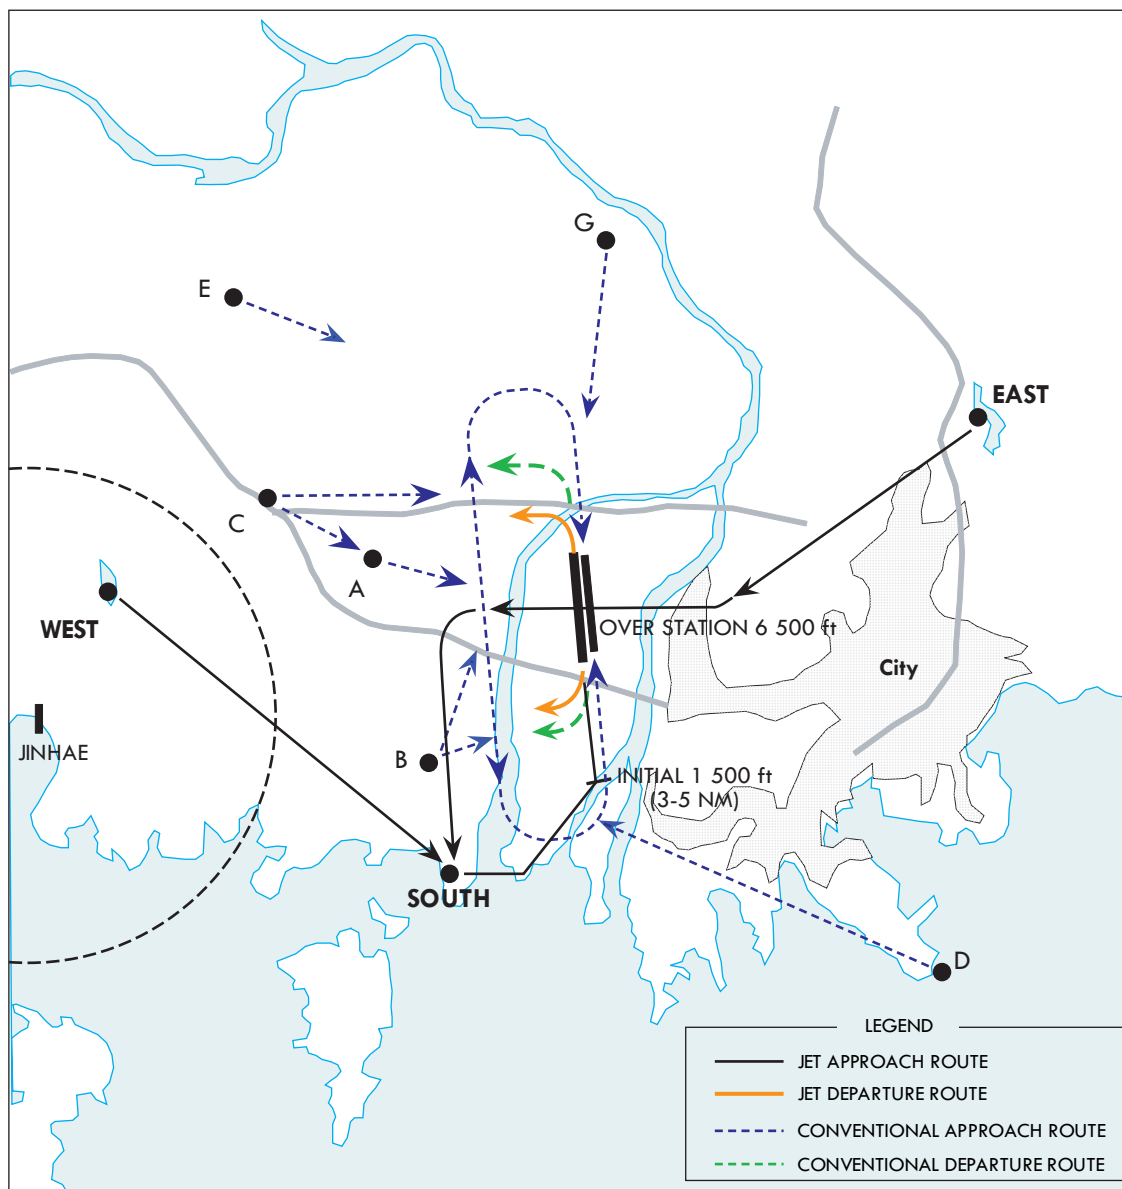 G
E
EAST
C
A
WEST
OVER STATION 6 500 ft
City
JINHAE
B
INITIAL 1 500 ft
(3-5 NM)
SOUTH
D
LEGEND
JET APPROACH ROUTE
JET DEPARTURE ROUTE
CONVENTIONAL APPROACH ROUTE
CONVENTIONAL DEPARTURE ROUTE